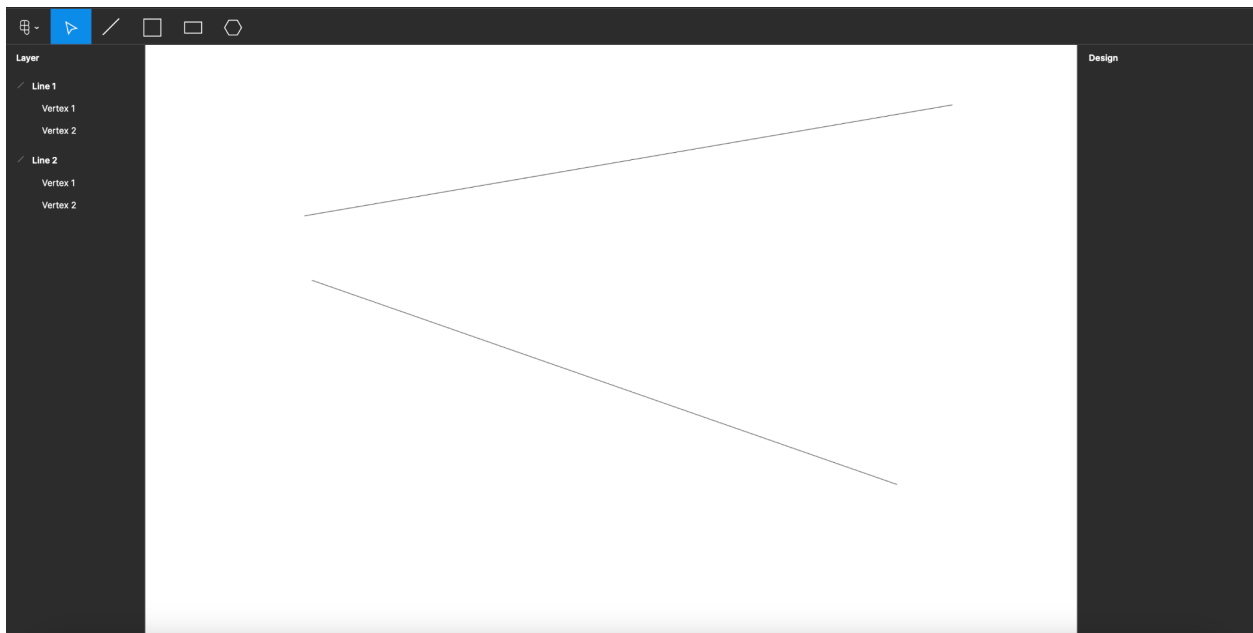 Layer
Line 1
Vertex 1
Vertex 2
Line 2
Vertex 1
Vertex 2
Design